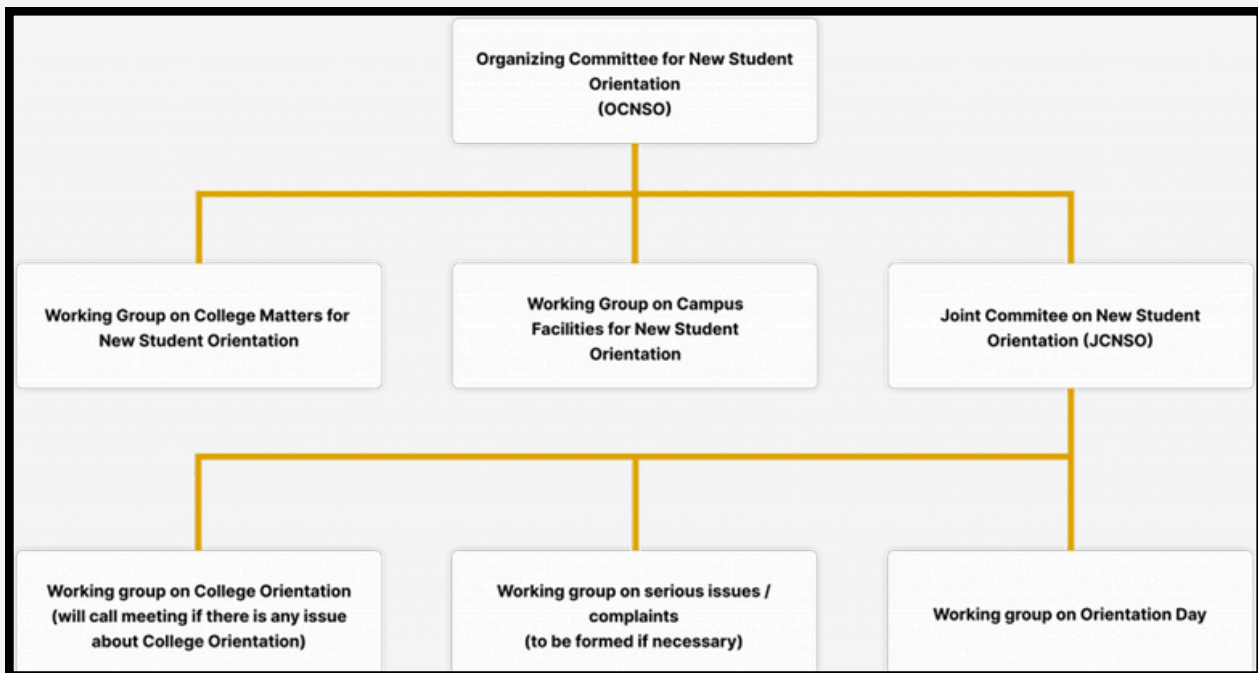 Organizing Committee for New Student
Orientation
(OCNSO)
Working Group on College Matters for
New Student Orientation
Working Group on Campus
Facilities for New Student
Orientation
Joint Commitee on New Student
Orientation (JCNSO)
Working group on College Orientation
(will call meeting if there is any issue
about College Orientation)
Working group on serious issues /
complaints
(to be formed if necessary)
Working group on Orientation Day